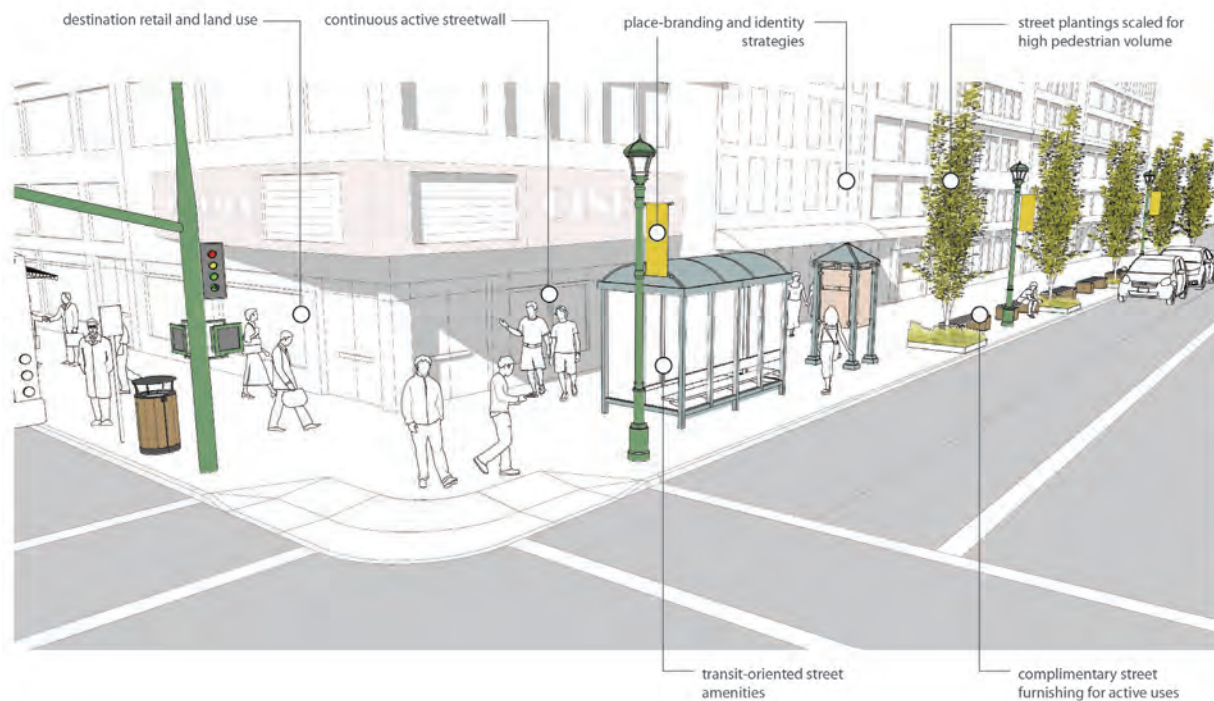 destination retail and land use
continuous active streetwall
place-branding and identity
strategies
street plantings scaled for
high pedestrian volume
transit-oriented street
amenities
complimentary street
furnishing for active uses